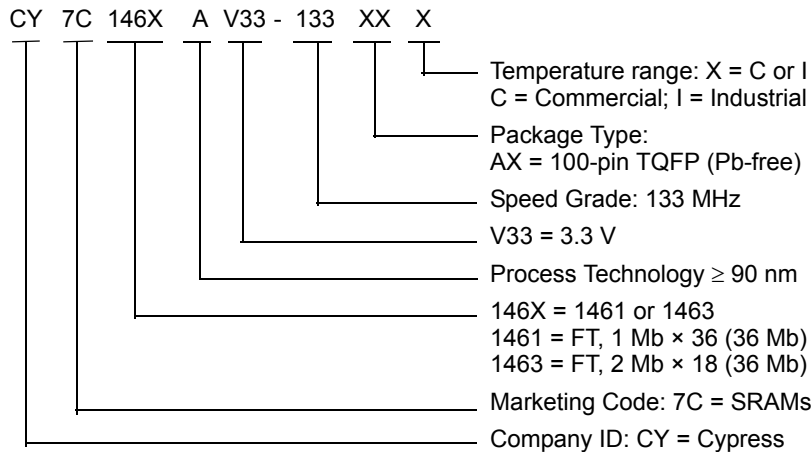 CY 7C 146X A V33 - 133 XX X
Temperature range: X = C or I
C = Commercial; I = Industrial
Package Type:
AX = 100-pin TQFP (Pb-free)
Speed Grade: 133 MHz
V33 = 3.3 V
Process Technology ≥ 90 nm
146X = 1461 or 1463
1461 = FT, 1 Mb × 36 (36 Mb)
1463 = FT, 2 Mb × 18 (36 Mb)
Marketing Code: 7C = SRAMs
Company ID: CY = Cypress